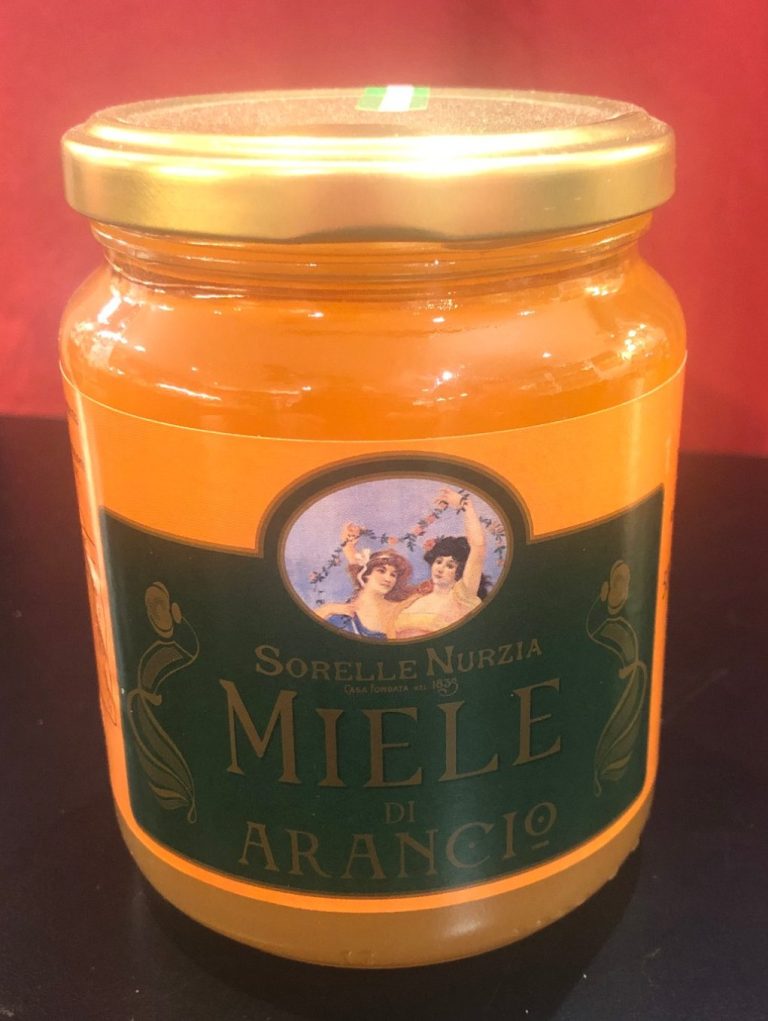 SORELLE NURZIA
CASA FONDATA NEL 1835
MIELE
DI
ARANCIO